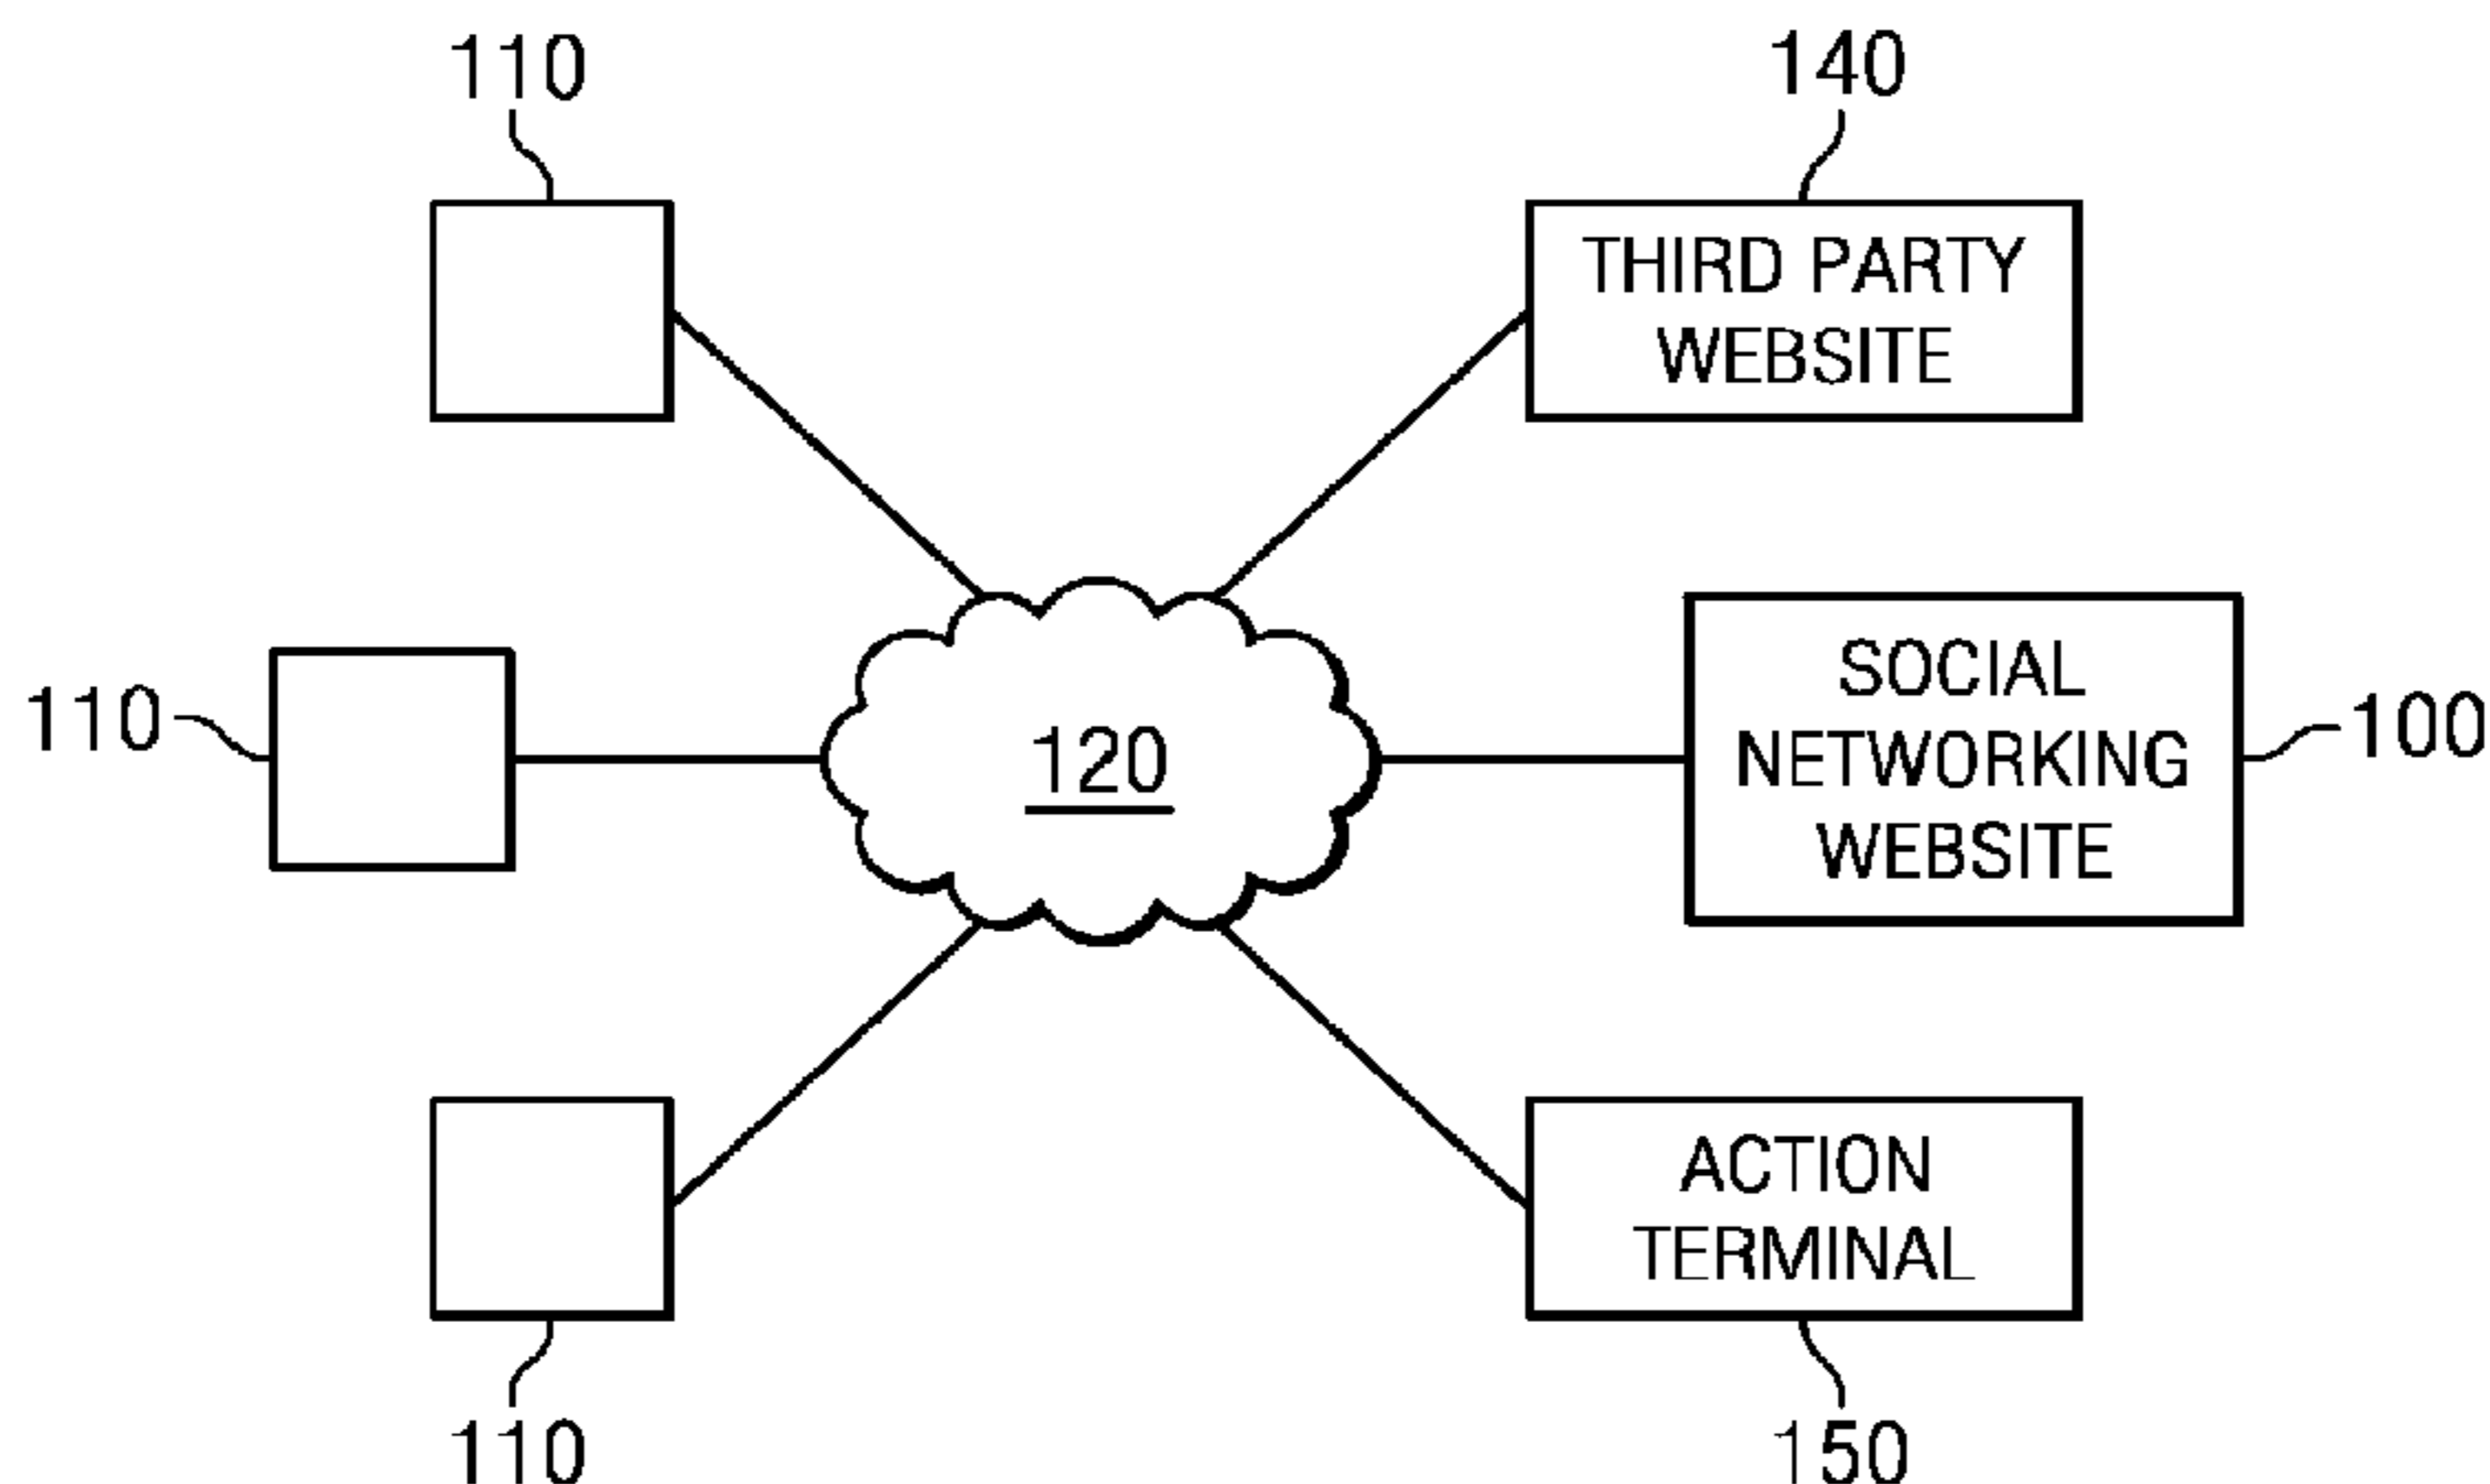 110
140
THIRD PARTY
WEBSITE
110
120
SOCIAL
NETWORKING
WEBSITE
100
ACTION
TERMINAL
110
150